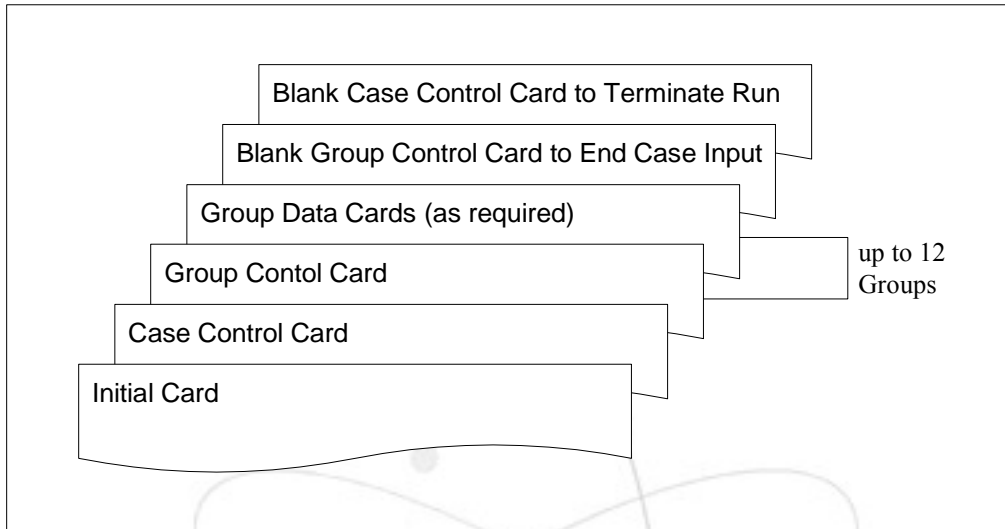 Blank Case Control Card to Terminate Run
Blank Group Control Card to End Case Input
Group Data Cards (as required)
up to 12
Groups
Group Contol Card
Case Control Card
Initial Card